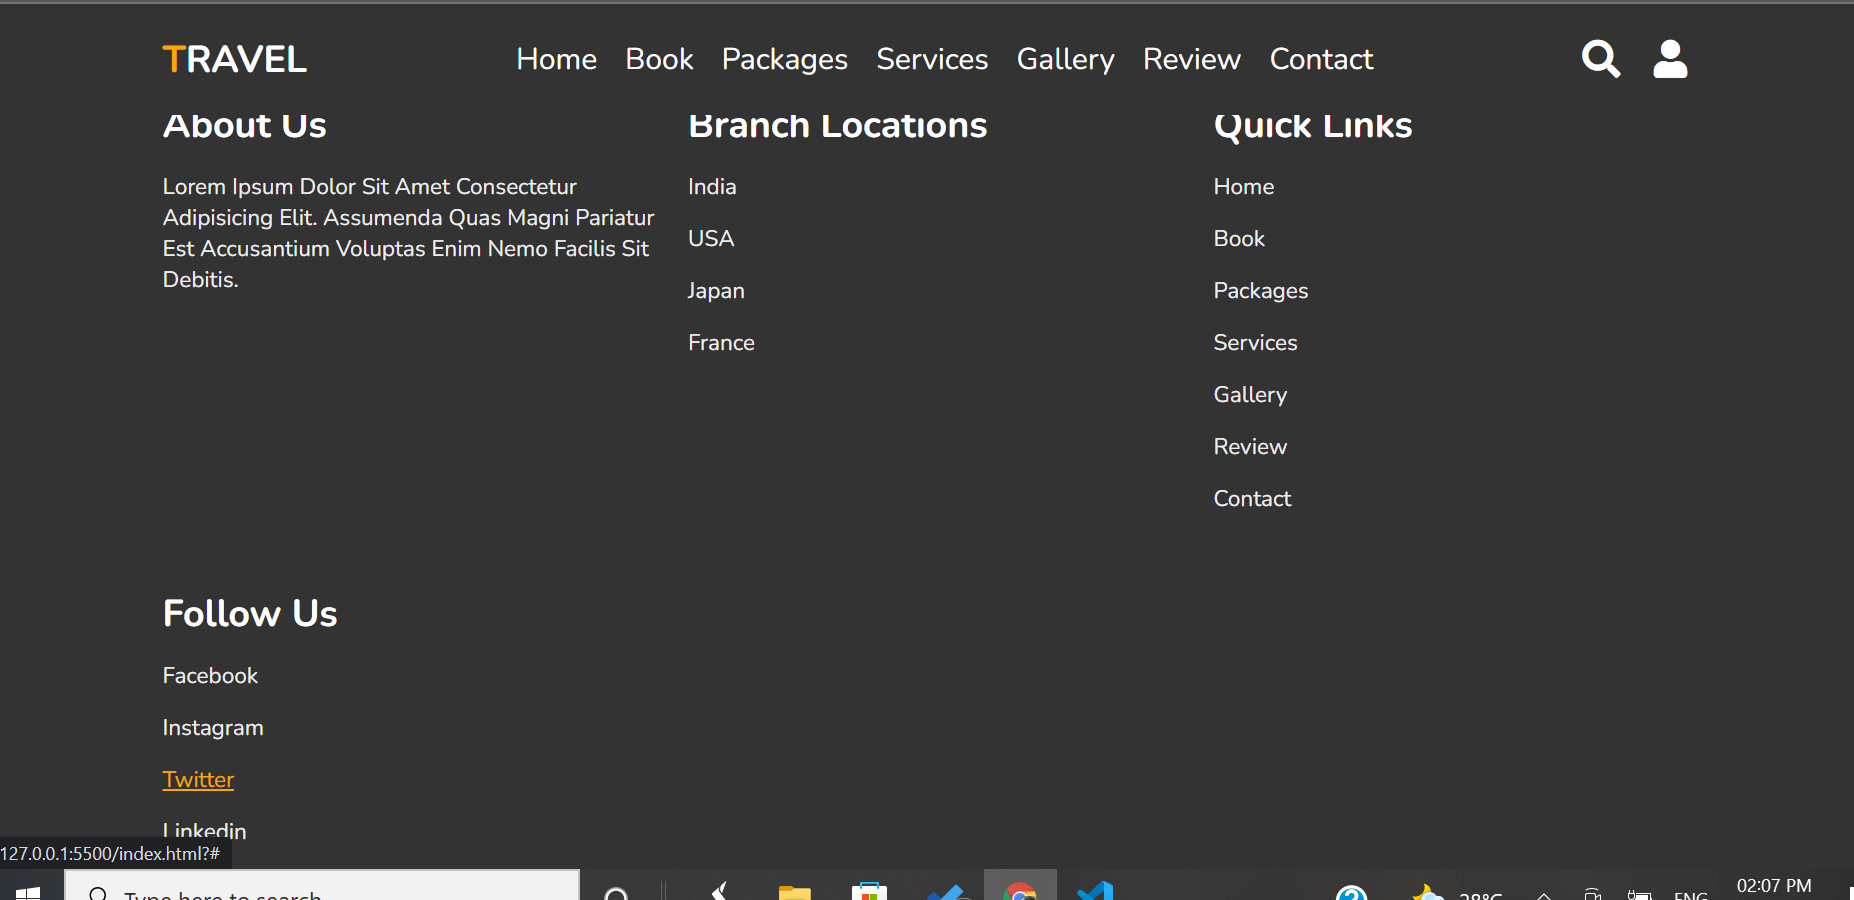 TRAVEL
Home Book Packages Services Gallery Review Contact
About Us
Lorem Ipsum Dolor Sit Amet Consectetur
Adipisicing Elit. Assumenda Quas Magni Pariatur
Est Accusantium Voluptas Enim Nemo Facilis Sit
Debitis.
Branch Locations
India
USA
Japan
France
Quick Links
Home
Book
Packages
Services
Gallery
Review
Contact
Follow Us
Facebook
Instagram
Twitter
Linkedin
127.0.0.1:5500/index.html?#
Type here to search
28°C
ENG
02:07 PM